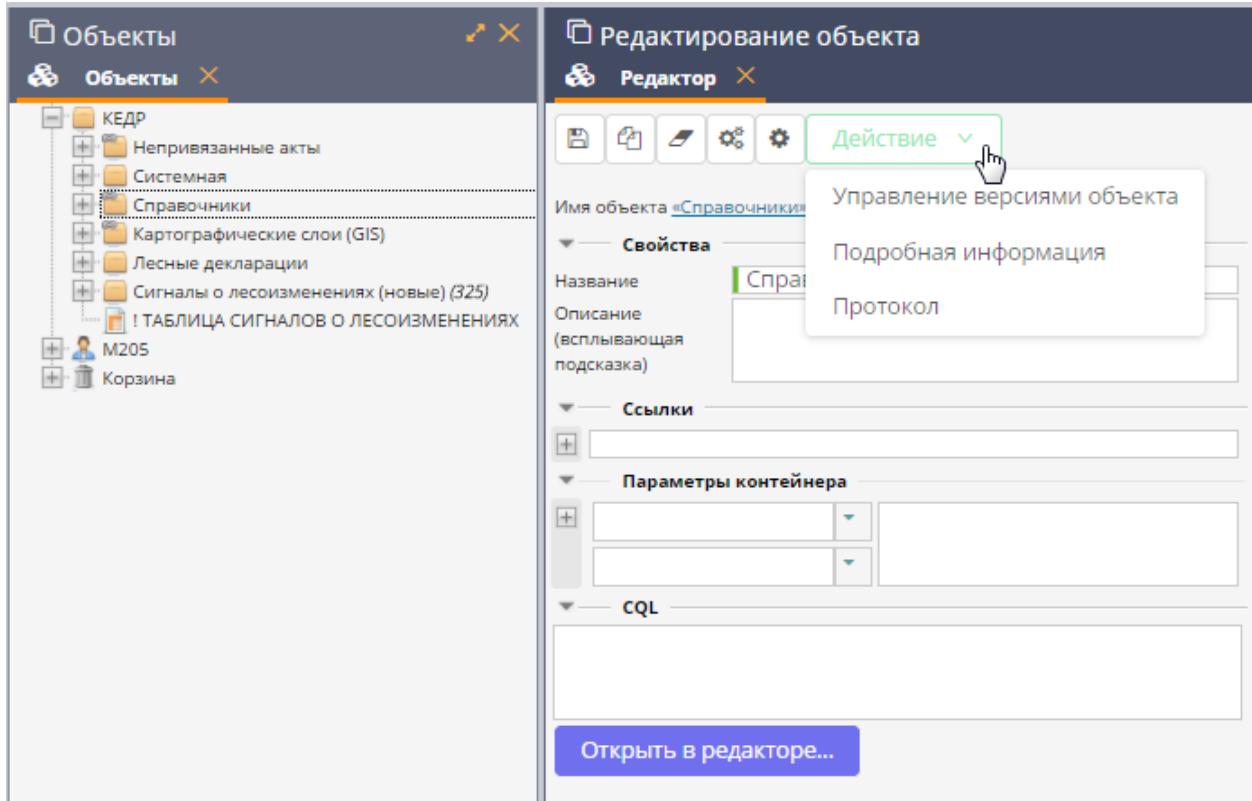 Объекты
Объекты
КЕДР
Непривязанные акты
Системная
Справочники
Картографические слои (GIS)
Лесные декларации
Сигналы о лесоизменениях (новые) (325)
! ТАБЛИЦА СИГНАЛОВ О ЛЕСОИЗМЕНЕНИЯХ
М205
Корзина
Редактирование объекта
Редактор
Действие
Управление версиями объекта
Подробная информация
Протокол
Имя объекта «Справочники»
Свойства
Название
Описание
(всплывающая
подсказка)
Ссылки
Параметры контейнера
CQL
Открыть в редакторе...